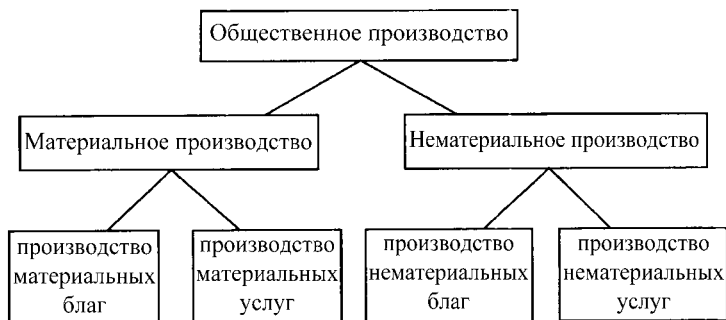 Общественное производство
Материальное производство
Нематериальное производство
производство
материальных
благ
производство
материальных
услуг
производство
нематериальных
благ
производство
нематериальных
услуг